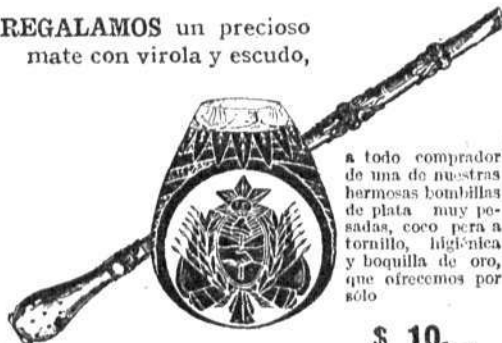 REGALAMOS un precioso
mate con virola y escudo,
a todo comprador
de una de nuestras
hermosas bombillas
de plata muy pe-
sadas, coco pera a
tornillo, higiénica
y boquilla de oro,
que ofrecemos por
sólo
$ 10.